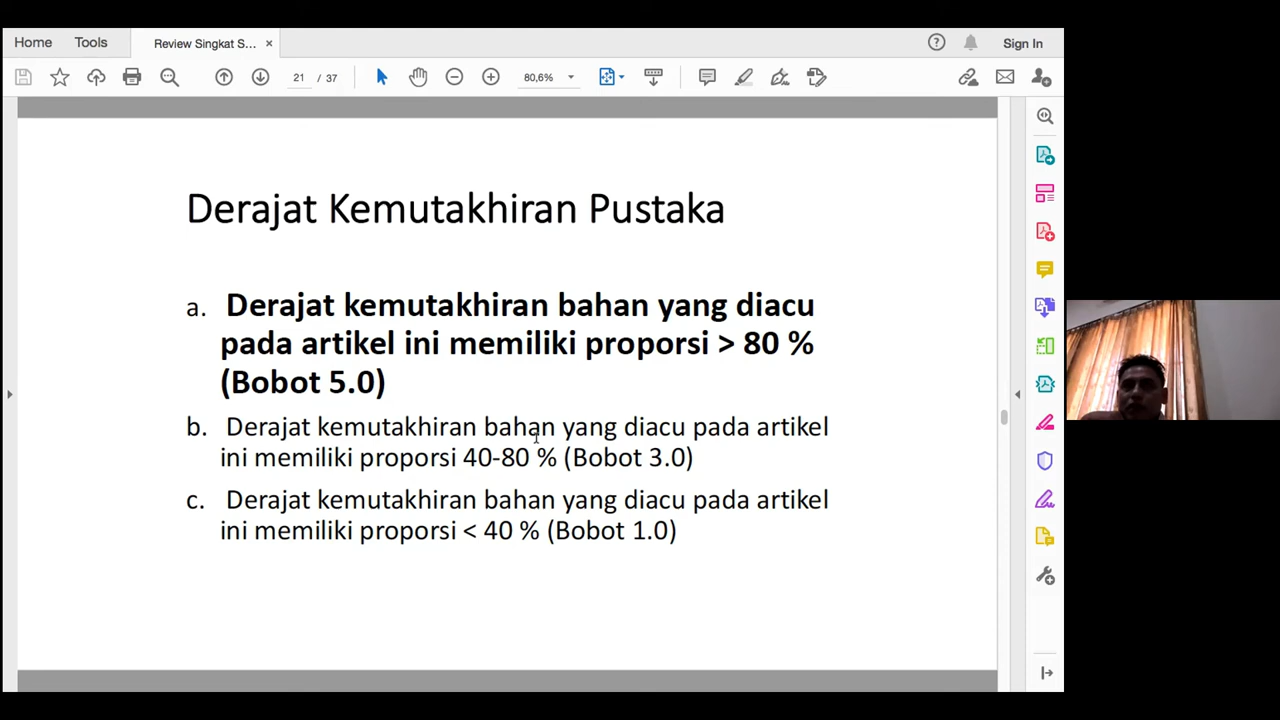 Home Tools Review Singkat S... × Sign In
21 / 37 80,6%
Derajat Kemutakhiran Pustaka
a. Derajat kemutakhiran bahan yang diacu
pada artikel ini memiliki proporsi > 80 %
(Bobot 5.0)
b. Derajat kemutakhiran bahan yang diacu pada artikel
ini memiliki proporsi 40-80 % (Bobot 3.0)
c. Derajat kemutakhiran bahan yang diacu pada artikel
ini memiliki proporsi < 40 % (Bobot 1.0)